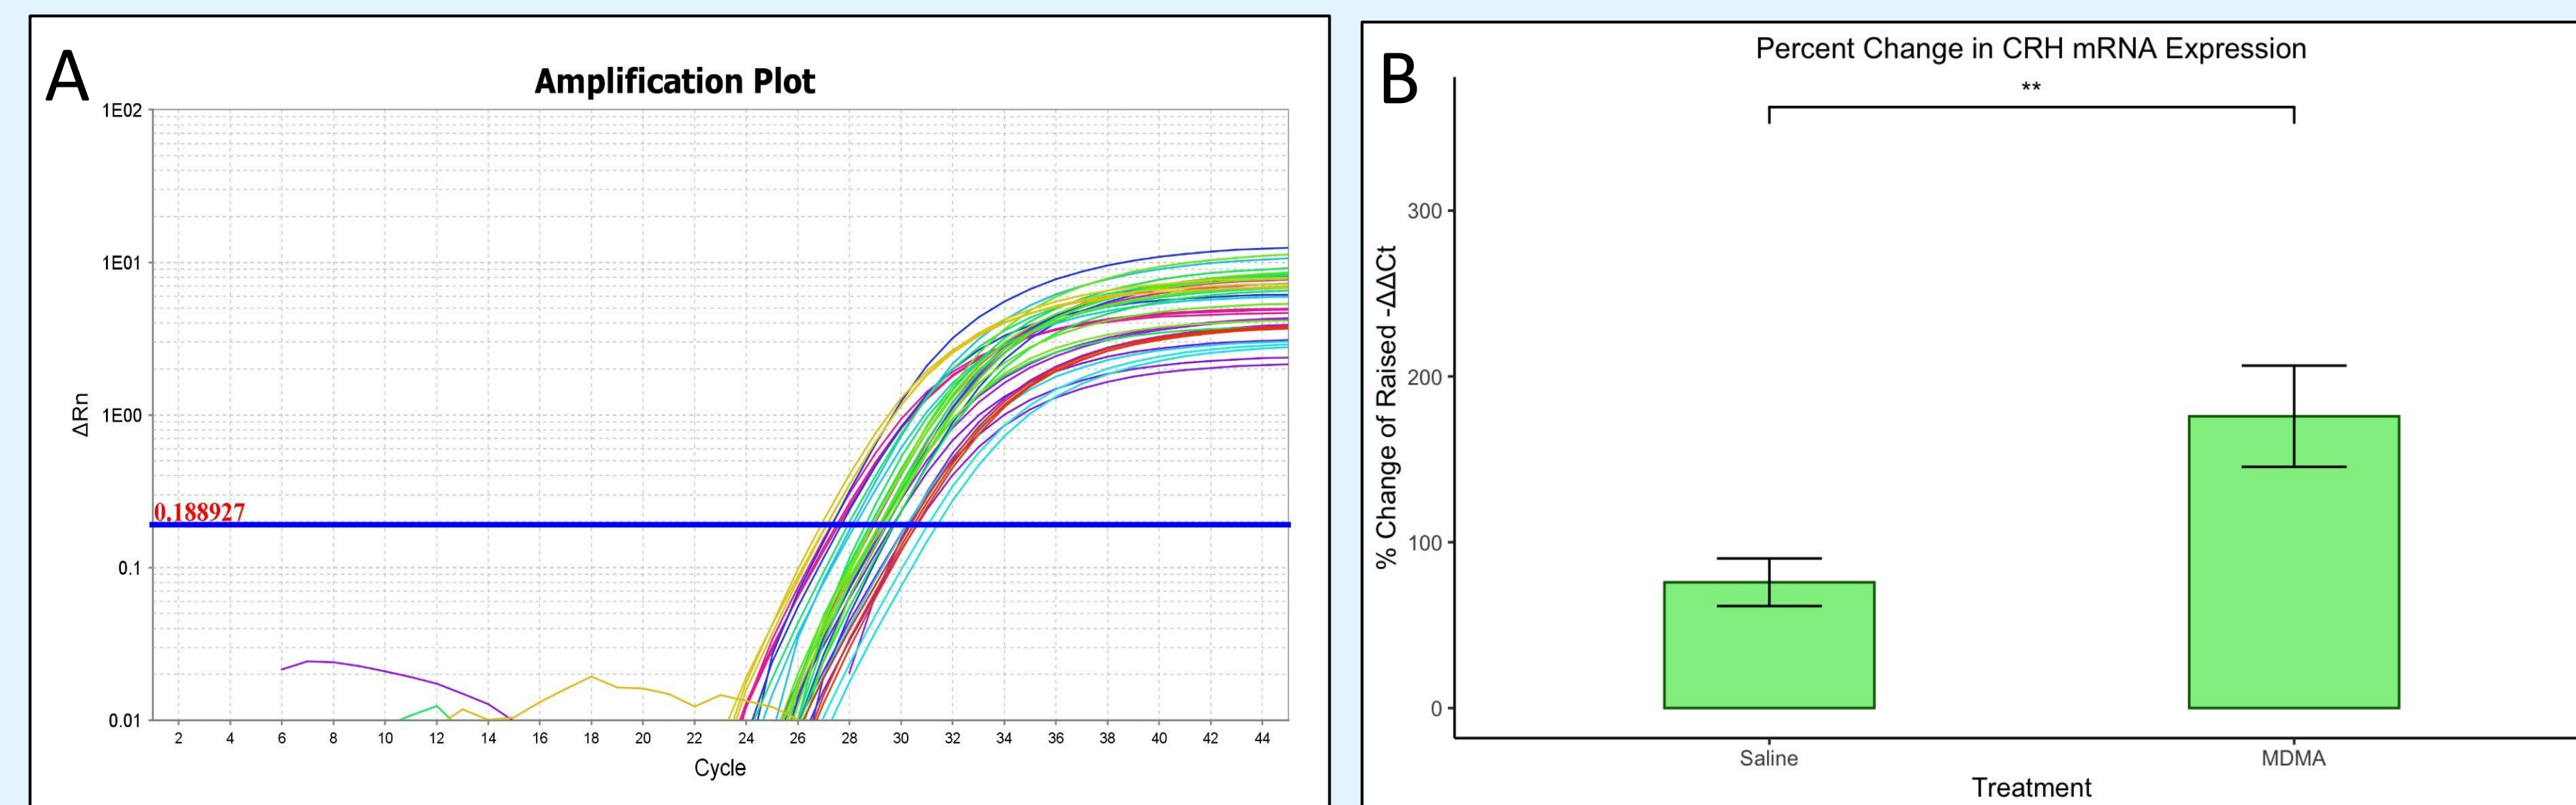 A
Amplification Plot
1E02
1E01
1E00
0.1
0.01
ΔRn
0.188927
2 4 6 8 10 12 14 16 18 20 22 24 26 28 30 32 34 36 38 40 42 44
Cycle
B
Percent Change in CRH mRNA Expression
**
300
200
100
0
% Change of Raised -ΔΔCt
Saline MDMA
Treatment